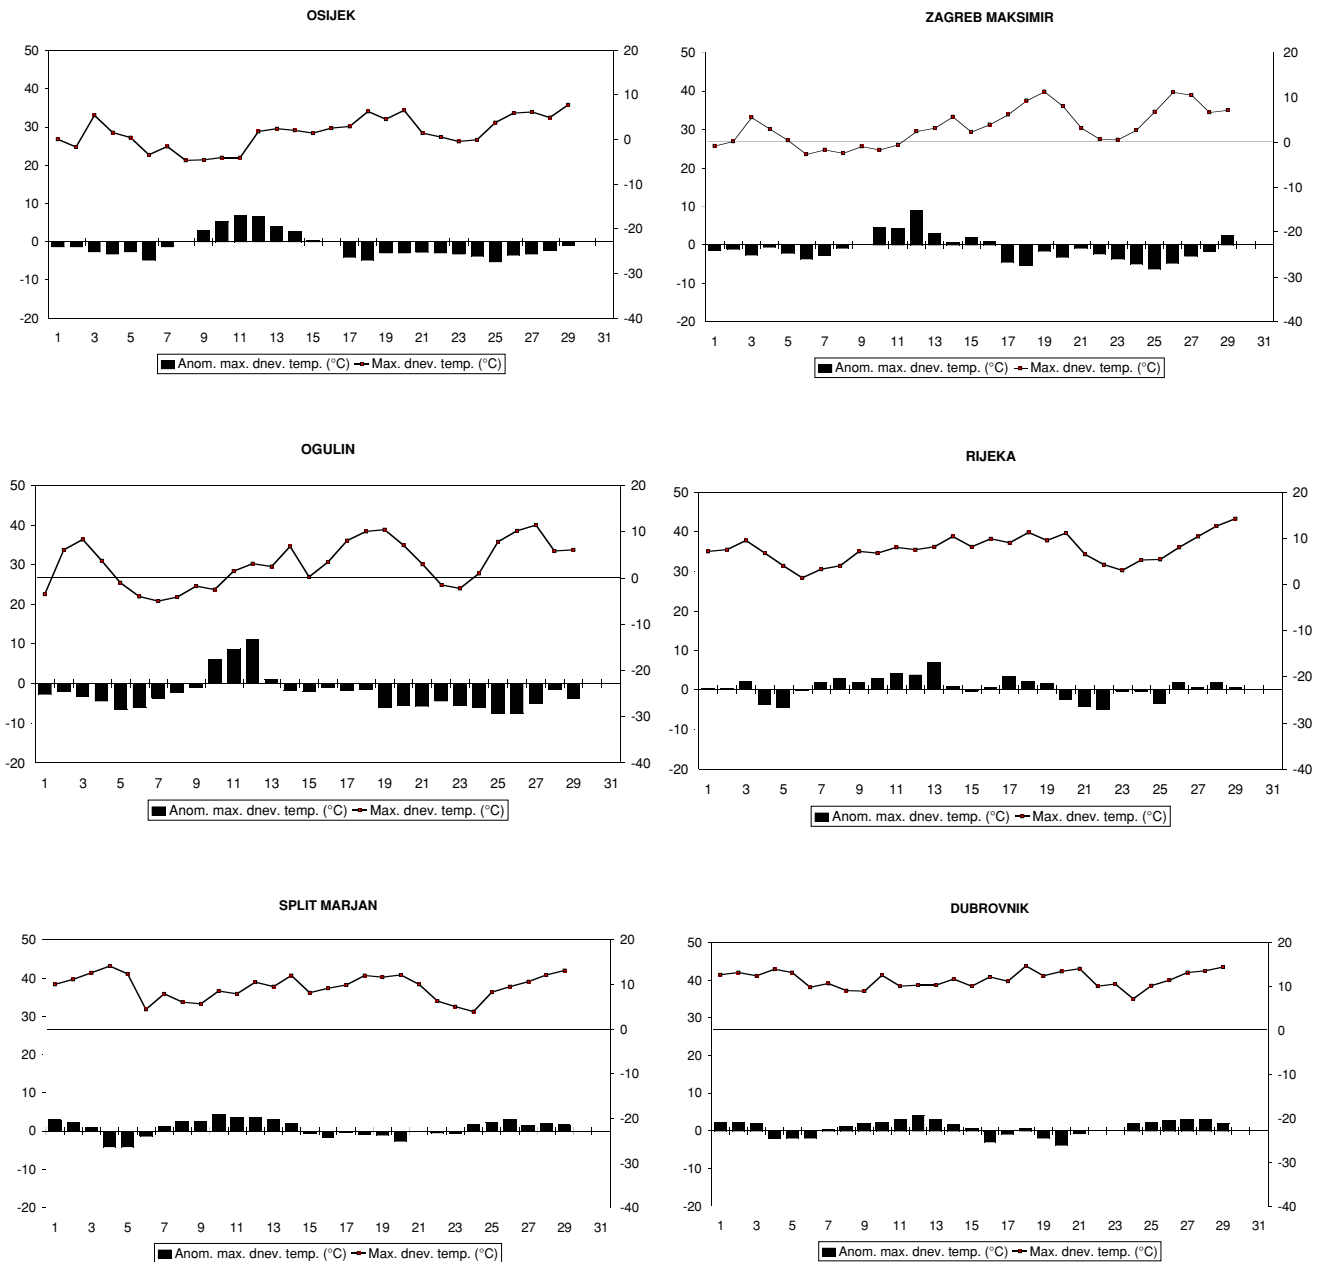 OSIJEK
50 40 30 20 10 0 -10 -20
20 10 0 -10 -20 -30 -40
1 3 5 7 9 11 13 15 17 19 21 23 25 27 29 31
Anom. max. dnev. temp. (°C) Max. dnev. temp. (°C)
ZAGREB MAKSIMIR
50 40 30 20 10 0 -10 -20
20 10 0 -10 -20 -30 -40
1 3 5 7 9 11 13 15 17 19 21 23 25 27 29 31
Anom. max. dnev. temp. (°C) Max. dnev. temp. (°C)
OGULIN
50 40 30 20 10 0 -10 -20
20 10 0 -10 -20 -30 -40
1 3 5 7 9 11 13 15 17 19 21 23 25 27 29 31
Anom. max. dnev. temp. (°C) Max. dnev. temp. (°C)
RIJEKA
50 40 30 20 10 0 -10 -20
20 10 0 -10 -20 -30 -40
1 3 5 7 9 11 13 15 17 19 21 23 25 27 29 31
Anom. max. dnev. temp. (°C) Max. dnev. temp. (°C)
SPLIT MARJAN
50 40 30 20 10 0 -10 -20
20 10 0 -10 -20 -30 -40
1 3 5 7 9 11 13 15 17 19 21 23 25 27 29 31
Anom. max. dnev. temp. (°C) Max. dnev. temp. (°C)
DUBROVNIK
50 40 30 20 10 0 -10 -20
20 10 0 -10 -20 -30 -40
1 3 5 7 9 11 13 15 17 19 21 23 25 27 29 31
Anom. max. dnev. temp. (°C) Max. dnev. temp. (°C)